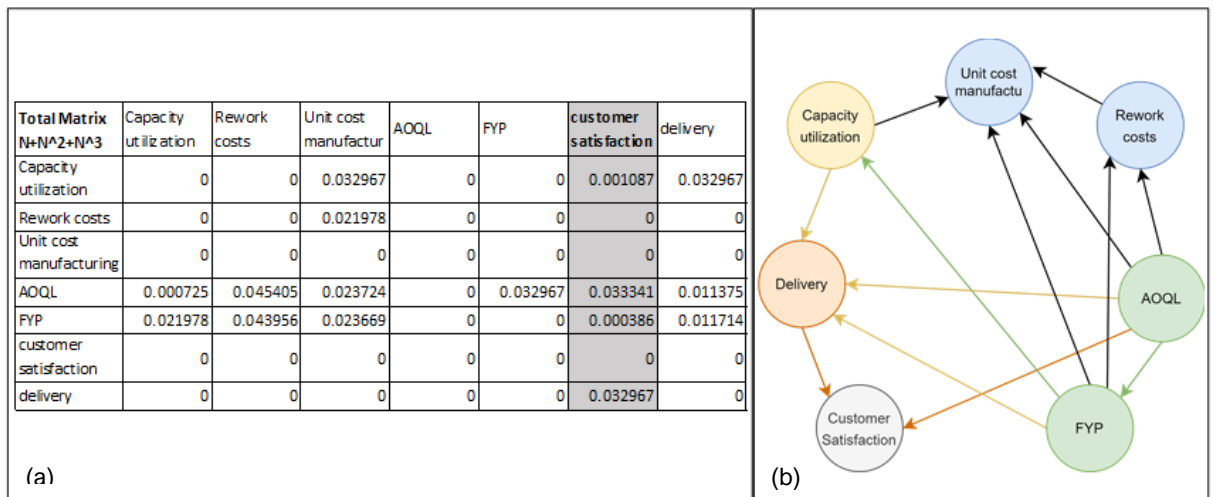 Total Matrix Capacity Rework Unit cost AOQL FYP customer delivery
N+N^2+N^3 utilization costs manufactur satisfaction
Capacity
utilization 0 0 0.032967 0 0 0.001087 0.032967
Rework costs 0 0 0.021978 0 0 0 0
Unit cost
manufacturing 0 0 0 0 0 0 0
AOQL 0.000725 0.045405 0.023724 0 0.032967 0.033341 0.011375
FYP 0.021978 0.043956 0.023669 0 0 0.000386 0.011714
customer
satisfaction 0 0 0 0 0 0 0
delivery 0 0 0 0 0 0.032967 0
(a)
Unit cost
manufactu
Capacity
utilization
Rework
costs
Delivery
AOQL
Customer
Satisfaction
FYP
(b)